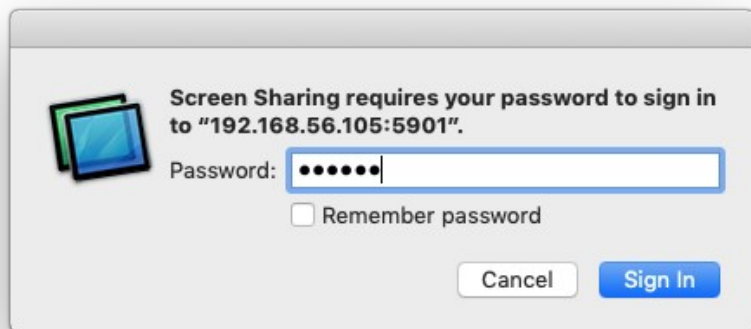 Screen Sharing requires your password to sign in
to “192.168.56.105:5901”.
Password: ••••••
Remember password
Cancel Sign In